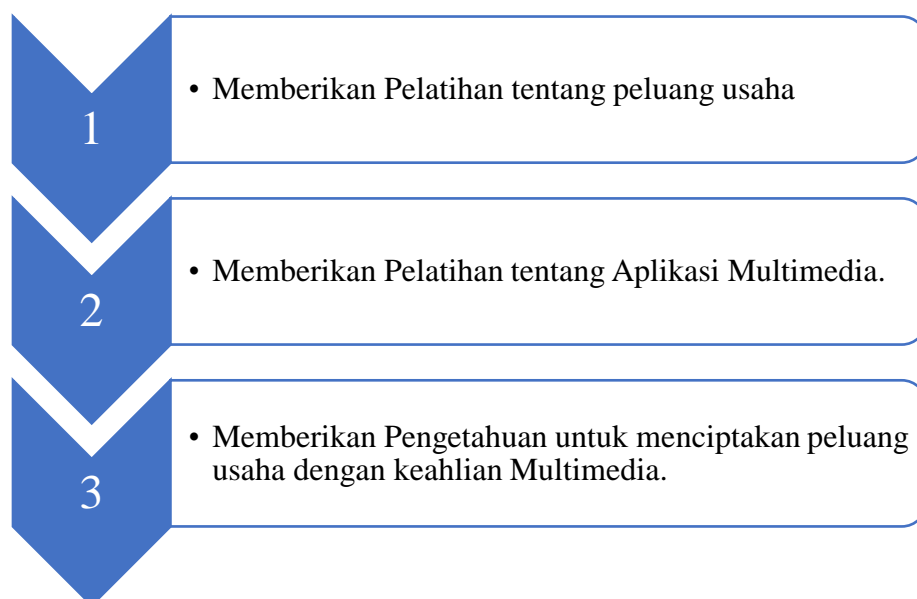 1
• Memberikan Pelatihan tentang peluang usaha
2
• Memberikan Pelatihan tentang Aplikasi Multimedia.
3
• Memberikan Pengetahuan untuk menciptakan peluang
usaha dengan keahlian Multimedia.